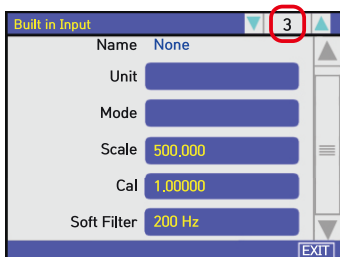 Built in Input 3
Name None
Unit
Mode
Scale 500,000
Cal 1,00000
Soft Filter 200 Hz
EXIT